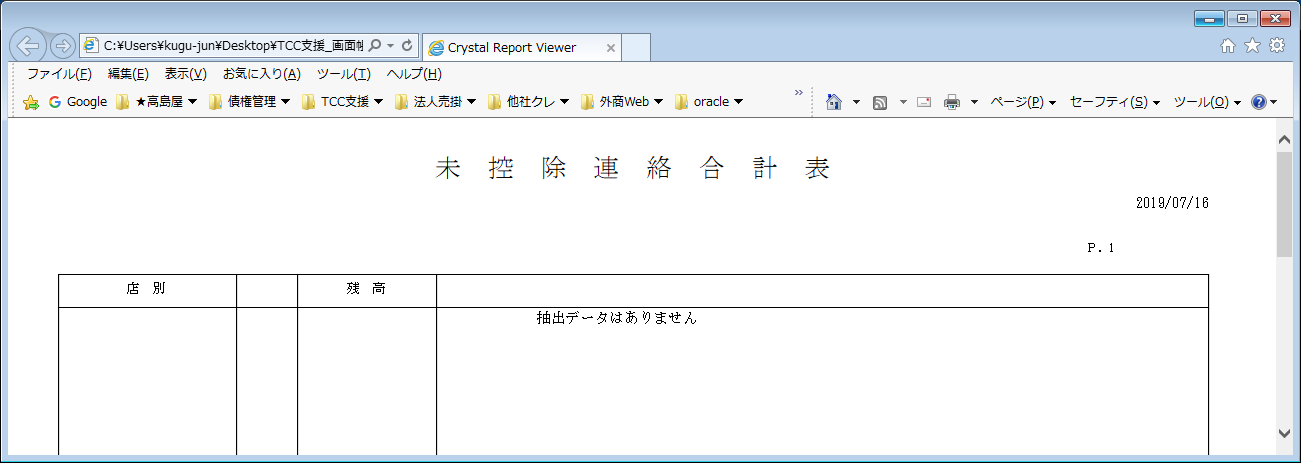 C:¥Users¥kugu-jun¥Desktop¥TCC支援_画面帳
Crystal Report Viewer
ファイル(F) 編集(E) 表示(V) お気に入り(A) ツール(T) ヘルプ(H)
Google ★高島屋 債権管理 TCC支援 法人売掛 他社クレ 外商Web oracle » ページ(P) セーフティ(S) ツール(O)
未 控 除 連 絡 合 計 表
2019/07/16
P. 1
店 別 残 高
抽出データはありません